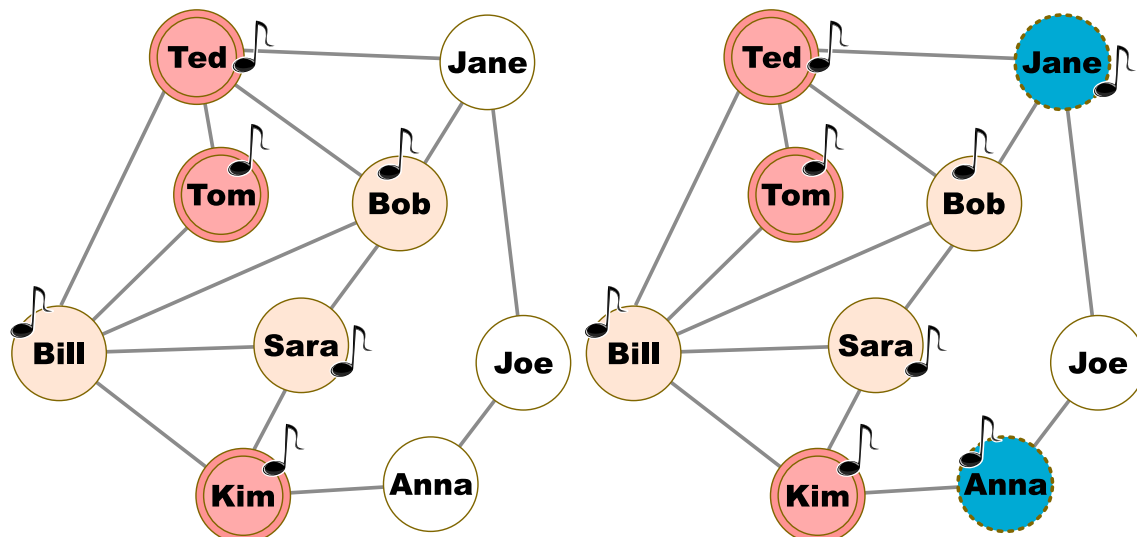 Ted
Jane
Tom
Bob
Bill
Sara
Joe
Kim
Anna
Ted
Jane
Tom
Bob
Bill
Sara
Joe
Kim
Anna